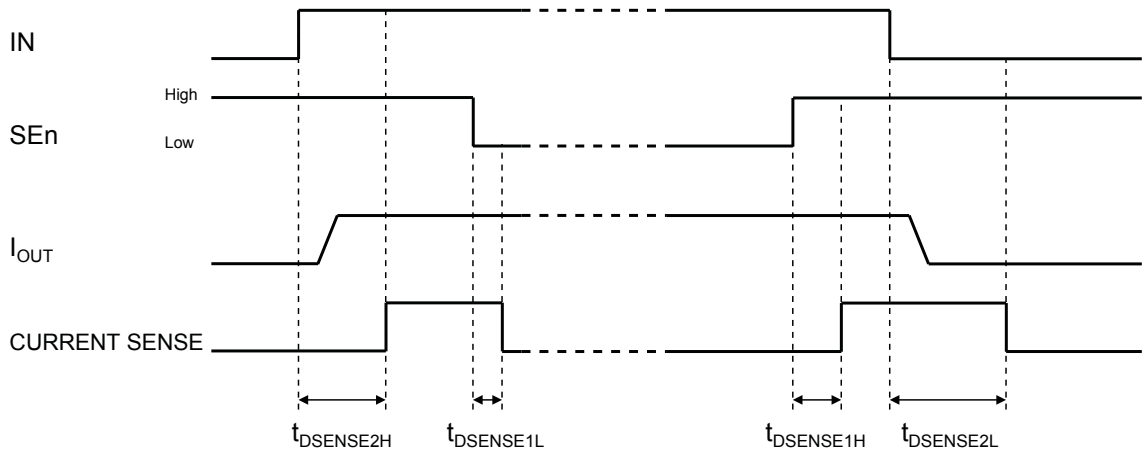 IN
High
SEn
Low
IOUT
CURRENT SENSE
tDSENSE2H
tDSENSE1L
tDSENSE1H
tDSENSE2L